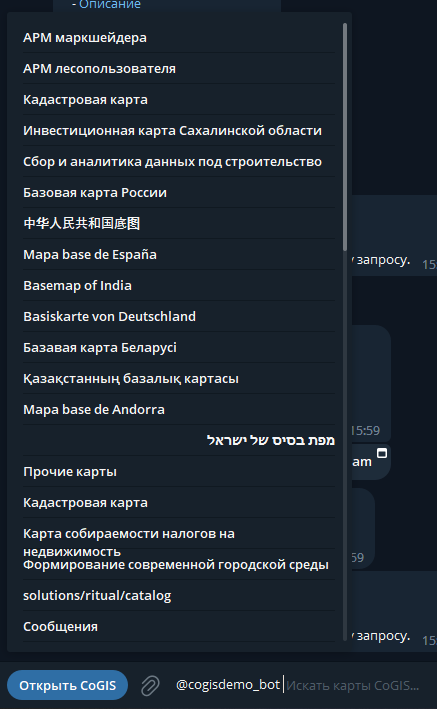 - Описание
АРМ маркшейдера
АРМ лесопользователя
Кадастровая карта
Инвестиционная карта Сахалинской области
Сбор и аналитика данных под строительство
Базовая карта России
中华人民共和国底图
Mapa base de España
у запросу.
15
Basemap of India
Basiskarte von Deutschland
Базавая карта Беларусі
Қазақстанның базалық картасы
Mapa base de Andorra
15:59
מפת בסיס של ישראל
am
Прочие карты
Кадастровая карта
Карта собираемости налогов на
недвижимость
59
Формирование современной городской среды
solutions/ritual/catalog
Сообщения
у запросу.
15
Открыть CoGIS
@cogisdemo_bot
Искать карты CoGIS...